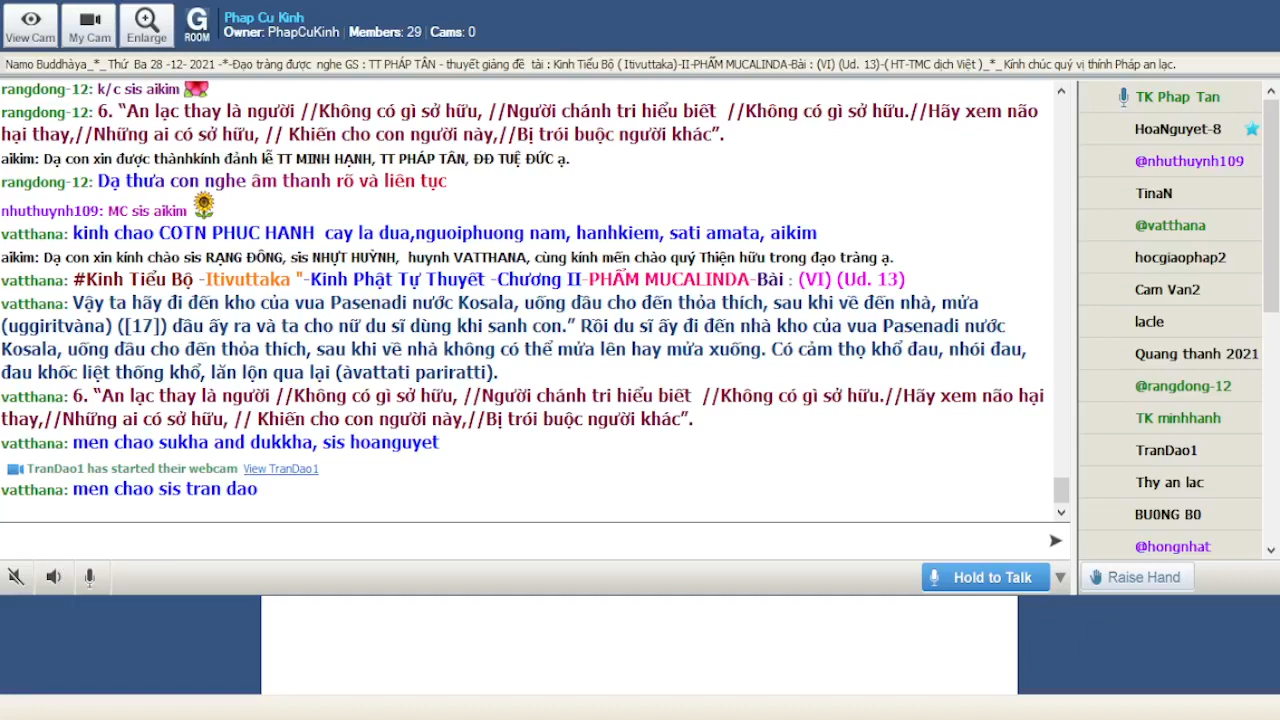 View Cam
My Cam
Enlarge
G
ROOM
Phap Cu Kinh
Owner: PhapCuKinh | Members: 29 | Cams: 0
Namo Buddhàya_*_Thứ Ba 28 -12- 2021 -*-Đạo tràng được nghe GS : TT PHÁP TÂN - thuyết giảng đề tài : Kinh Tiểu Bộ ( Itivuttaka)-II-PHẨM MUCALINDA-Bài : (VI) (Ud. 13)-( HT-TMC dịch Việt )_*_Kính chúc quý vị thính Pháp an lạc.
rangdong-12: k/c sis aikim
rangdong-12: 6. “An lạc thay là người //Không có gì sở hữu, //Người chánh tri hiểu biết //Không có gì sở hữu.//Hãy xem não
hại thay,//Những ai có sở hữu, // Khiến cho con người này,//Bị trói buộc người khác”.
aikim: Dạ con xin được thànhkính đảnh lễ TT MINH HẠNH, TT PHÁP TÂN, ĐĐ TUỆ ĐỨC ạ.
rangdong-12: Dạ thưa con nghe âm thanh rõ và liên tục
nhuthuynh109: MC sis aikim
vatthana: kinh chao COTN PHUC HANH cay la dua,nguoiphuong nam, hanhkiem, sati amata, aikim
aikim: Dạ con xin kính chào sis RẠNG ĐÔNG, sis NHỰT HUỲNH, huynh VATTHANA, cùng kính mến chào quý Thiện hữu trong đạo tràng ạ.
vatthana: #Kinh Tiểu Bộ -Itivuttaka "-Kinh Phật Tự Thuyết -Chương II-PHẨM MUCALINDA-Bài : (VI) (Ud. 13)
vatthana: Vậy ta hãy đi đến kho của vua Pasenadi nước Kosala, uống dầu cho đến thỏa thích, sau khi về đến nhà, mửa
(uggiritvàna) ([17]) dầu ấy ra và ta cho nữ du sĩ dùng khi sanh con.” Rồi du sĩ ấy đi đến nhà kho của vua Pasenadi nước
Kosala, uống dầu cho đến thỏa thích, sau khi về nhà không có thể mửa lên hay mửa xuống. Có cảm thọ khổ đau, nhói đau,
đau khốc liệt thống khổ, lăn lộn qua lại (àvattati pariratti).
vatthana: 6. “An lạc thay là người //Không có gì sở hữu, //Người chánh tri hiểu biết //Không có gì sở hữu.//Hãy xem não hại
thay,//Những ai có sở hữu, // Khiến cho con người này,//Bị trói buộc người khác”.
vatthana: men chao sukha and dukkha, sis hoanguyet
TranDao1 has started their webcam View TranDao1
vatthana: men chao sis tran dao
Hold to Talk
TK Phap Tan
HoaNguyet-8
@nhuthuynh109
TinaN
@vatthana
hocgiaophap2
Cam Van2
lacle
Quang thanh 2021
@rangdong-12
TK minhhanh
TranDao1
Thy an lac
BU0NG B0
@hongnhat
Raise Hand